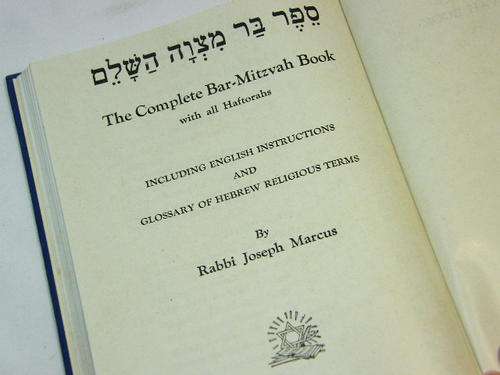 סֵפֶר בַּר מִצְוָה הַשָּׁלֵם
The Complete Bar-Mitzvah Book
with all Haftorahs
INCLUDING ENGLISH INSTRUCTIONS
AND
GLOSSARY OF HEBREW RELIGIOUS TERMS
By
Rabbi Joseph Marcus